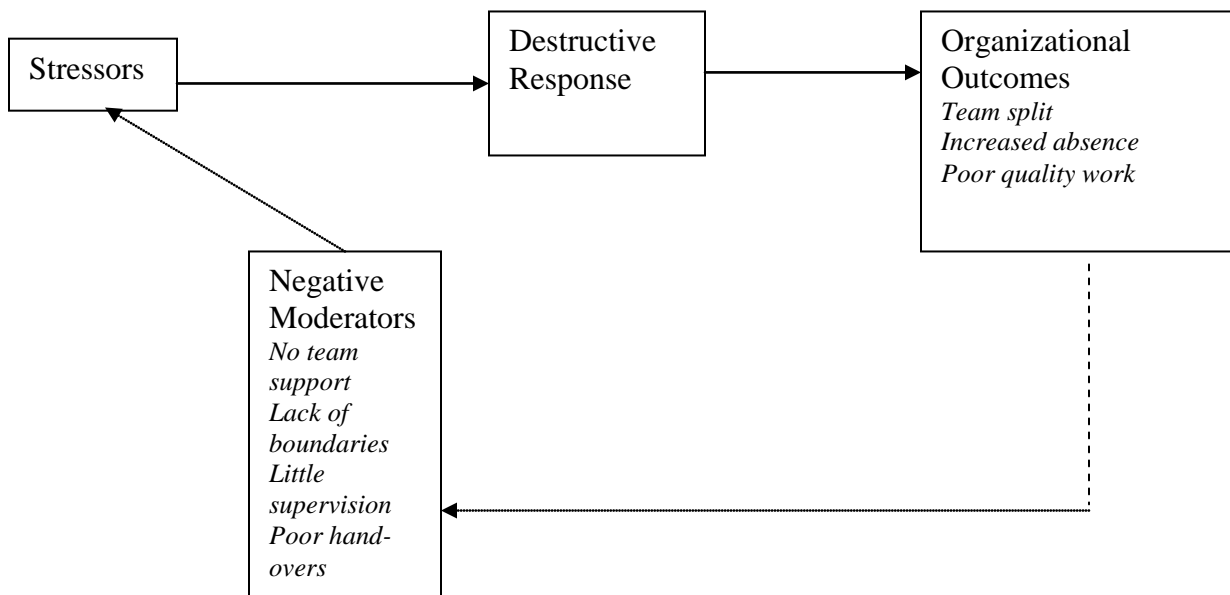 Stressors
Destructive
Response
Organizational
Outcomes
Team split
Increased absence
Poor quality work
Negative
Moderators
No team
support
Lack of
boundaries
Little
supervision
Poor hand-
overs